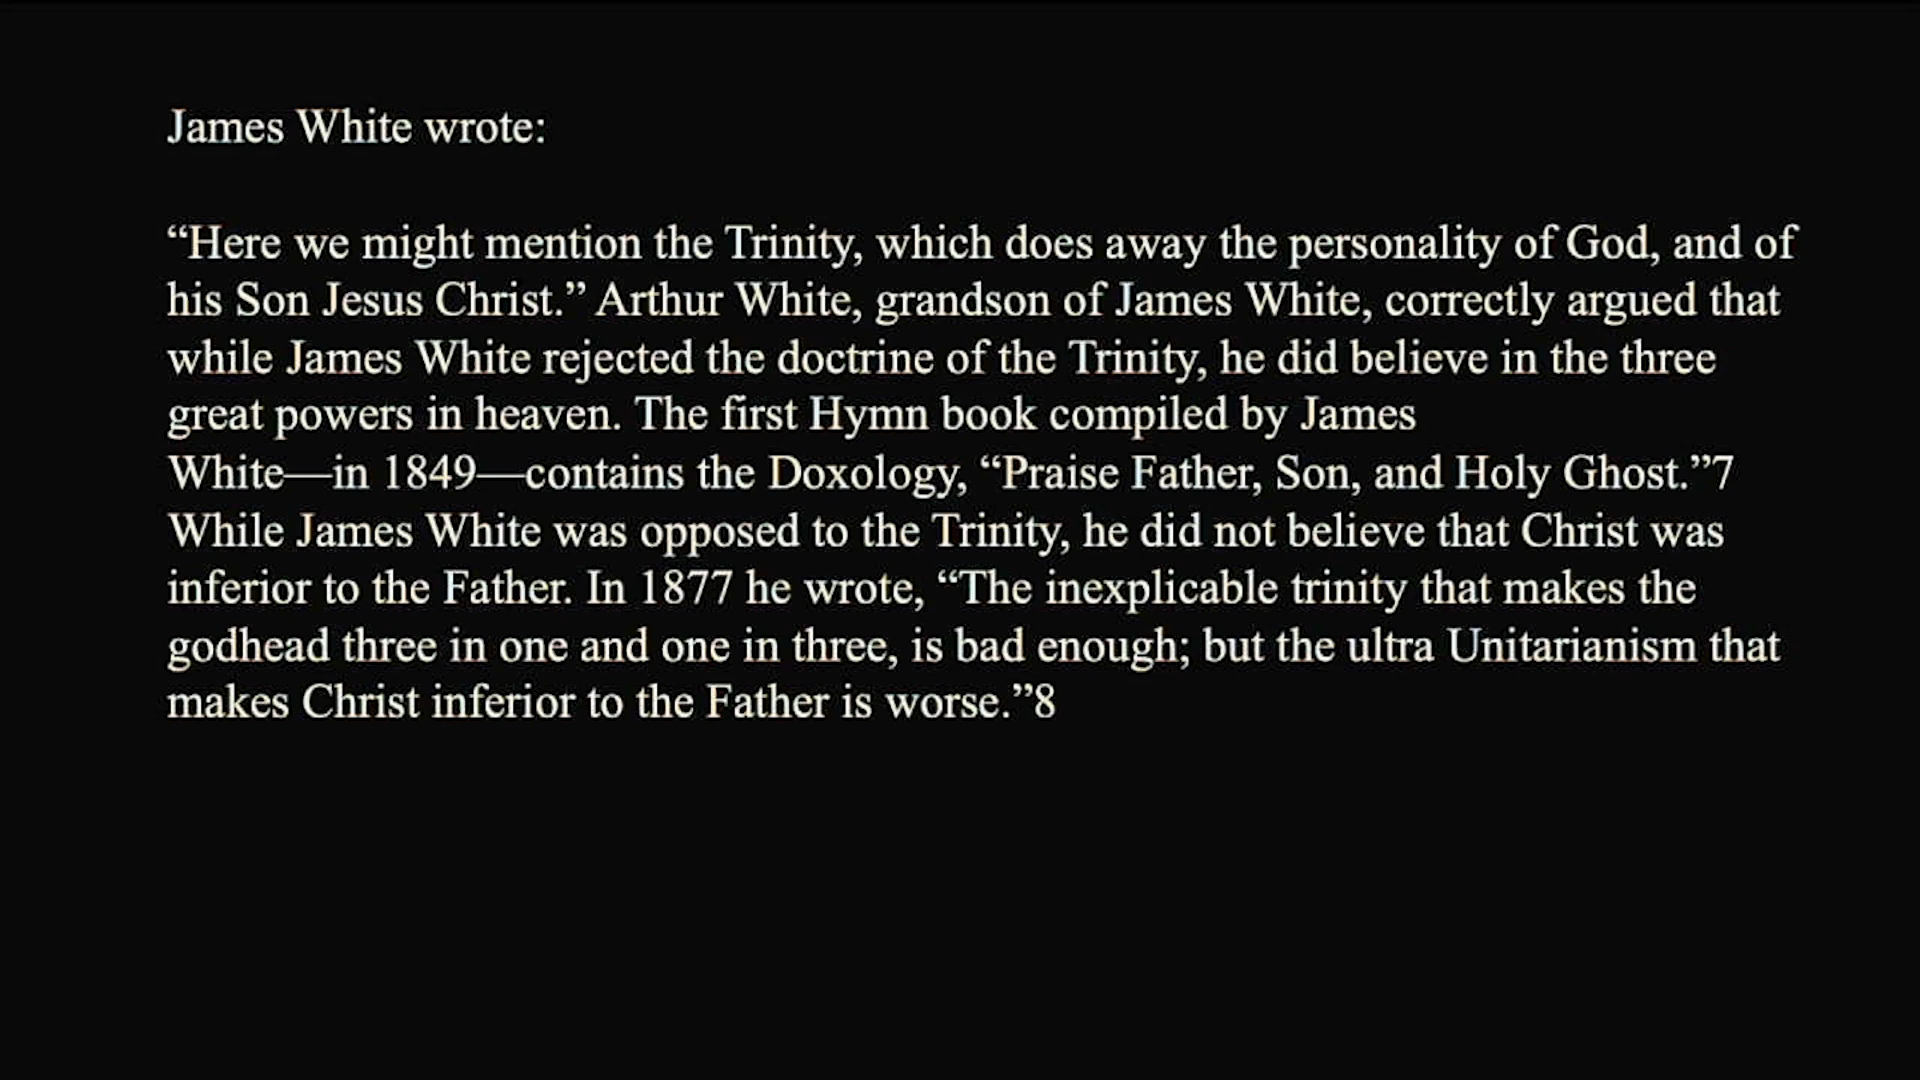 James White wrote:
“Here we might mention the Trinity, which does away the personality of God, and of
his Son Jesus Christ.” Arthur White, grandson of James White, correctly argued that
while James White rejected the doctrine of the Trinity, he did believe in the three
great powers in heaven. The first Hymn book compiled by James
White—in 1849—contains the Doxology, “Praise Father, Son, and Holy Ghost.”7
While James White was opposed to the Trinity, he did not believe that Christ was
inferior to the Father. In 1877 he wrote, “The inexplicable trinity that makes the
godhead three in one and one in three, is bad enough; but the ultra Unitarianism that
makes Christ inferior to the Father is worse.”8